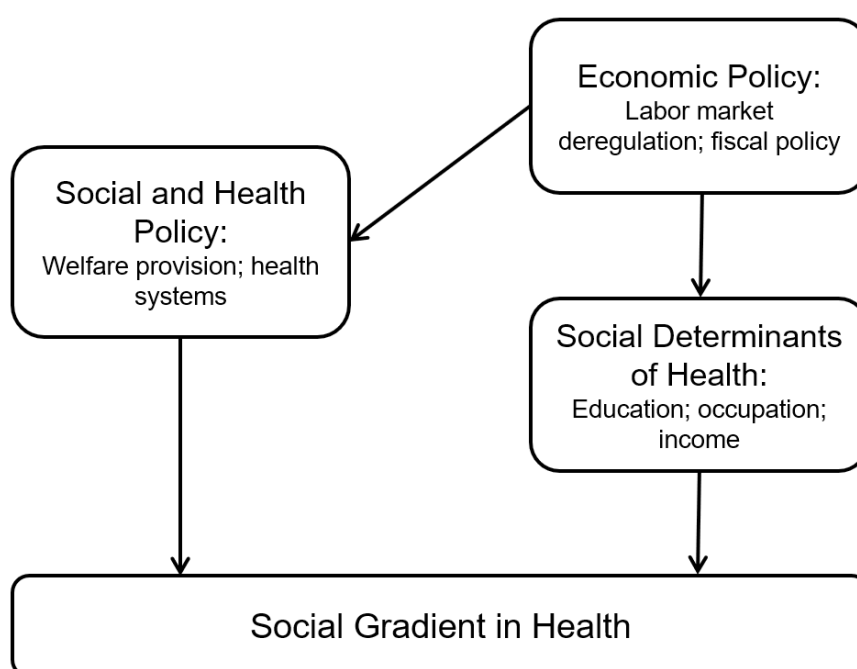 Economic Policy:
Labor market
deregulation; fiscal policy
Social and Health
Policy:
Welfare provision; health
systems
Social Determinants
of Health:
Education; occupation;
income
Social Gradient in Health